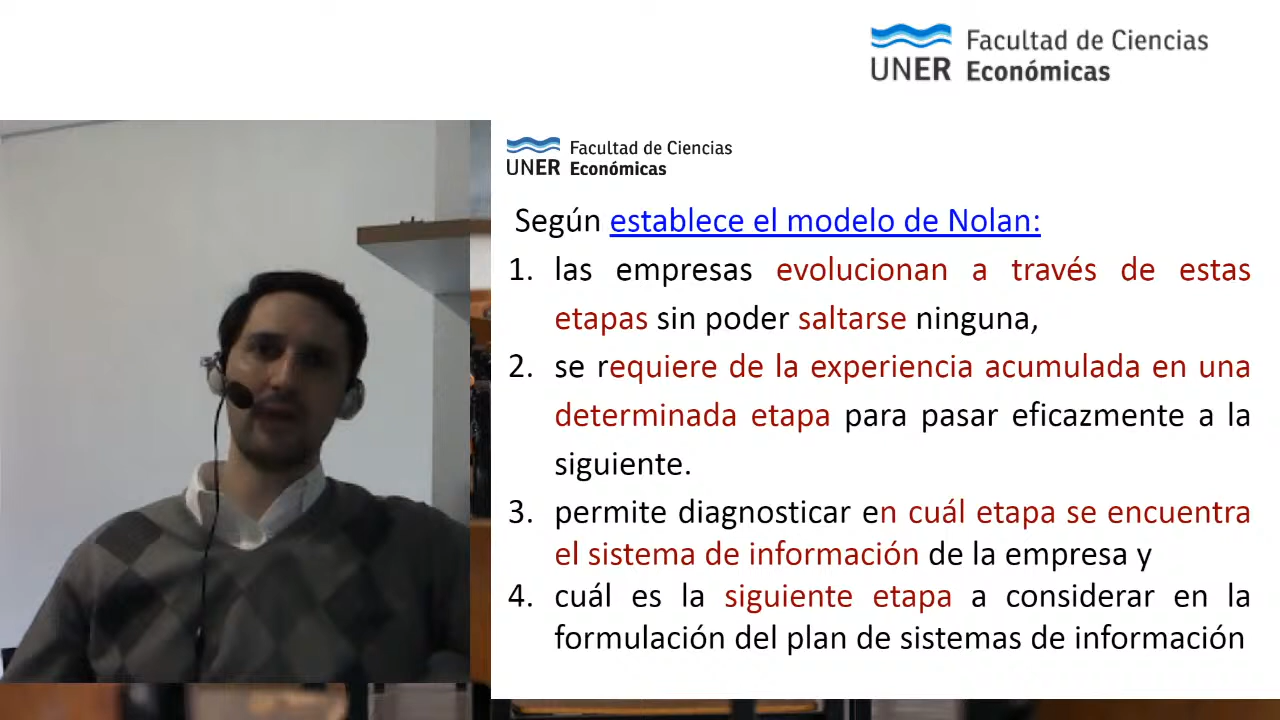 Facultad de Ciencias
UNER Económicas
Facultad de Ciencias
UNER Económicas
Según establece el modelo de Nolan:
1. las empresas evolucionan a través de estas
etapas sin poder saltarse ninguna,
2. se requiere de la experiencia acumulada en una
determinada etapa para pasar eficazmente a la
siguiente.
3. permite diagnosticar en cuál etapa se encuentra
el sistema de información de la empresa y
4. cuál es la siguiente etapa a considerar en la
formulación del plan de sistemas de información